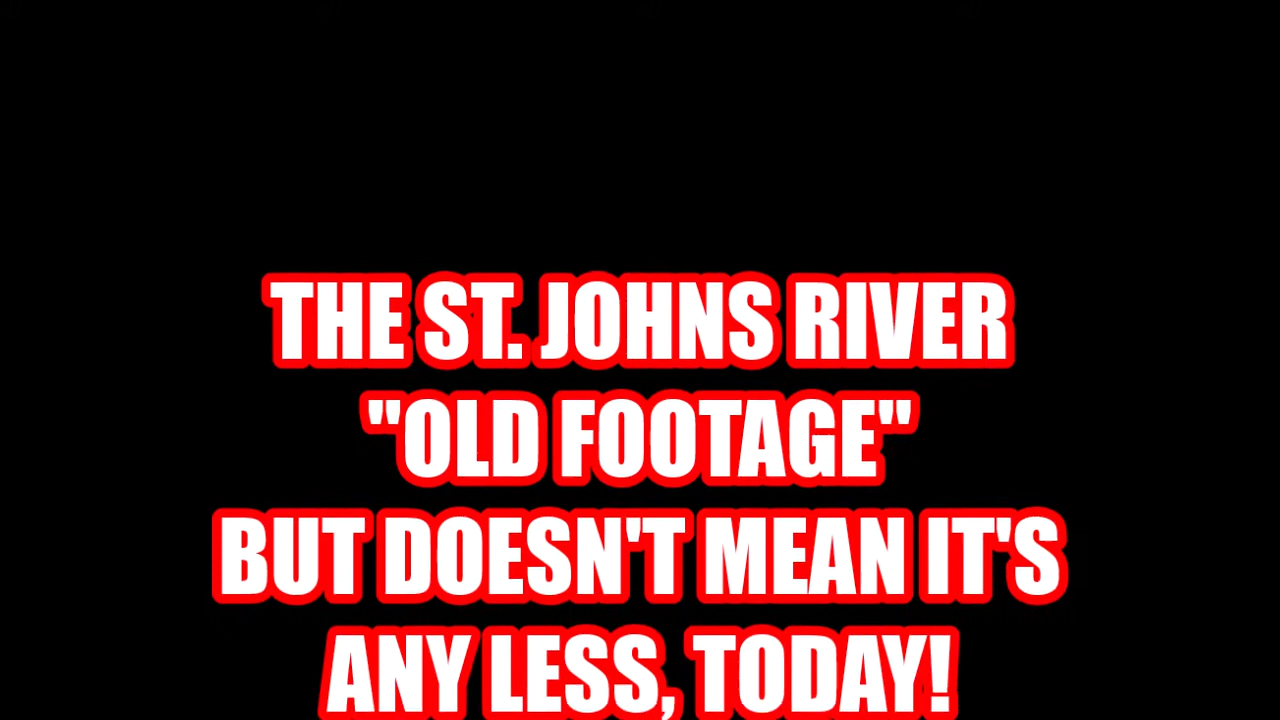 THE ST. JOHNS RIVER
"OLD FOOTAGE"
BUT DOESN'T MEAN IT'S
ANY LESS, TODAY!